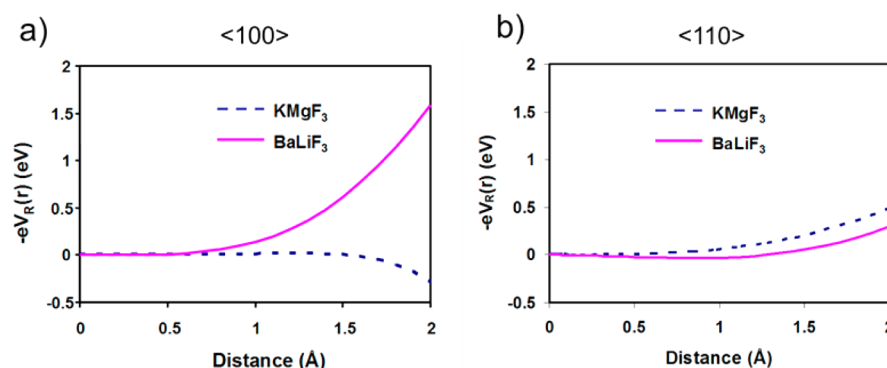 a)
<100>
-eV_R(r) (eV)
2
1.5
1
0.5
0
-0.5
KMgF₃
BaLiF₃
0 0.5 1 1.5 2
Distance (Å)
b)
<110>
-eV_R(r) (eV)
2
1.5
1
0.5
0
-0.5
KMgF₃
BaLiF₃
0 0.5 1 1.5 2
Distance (Å)